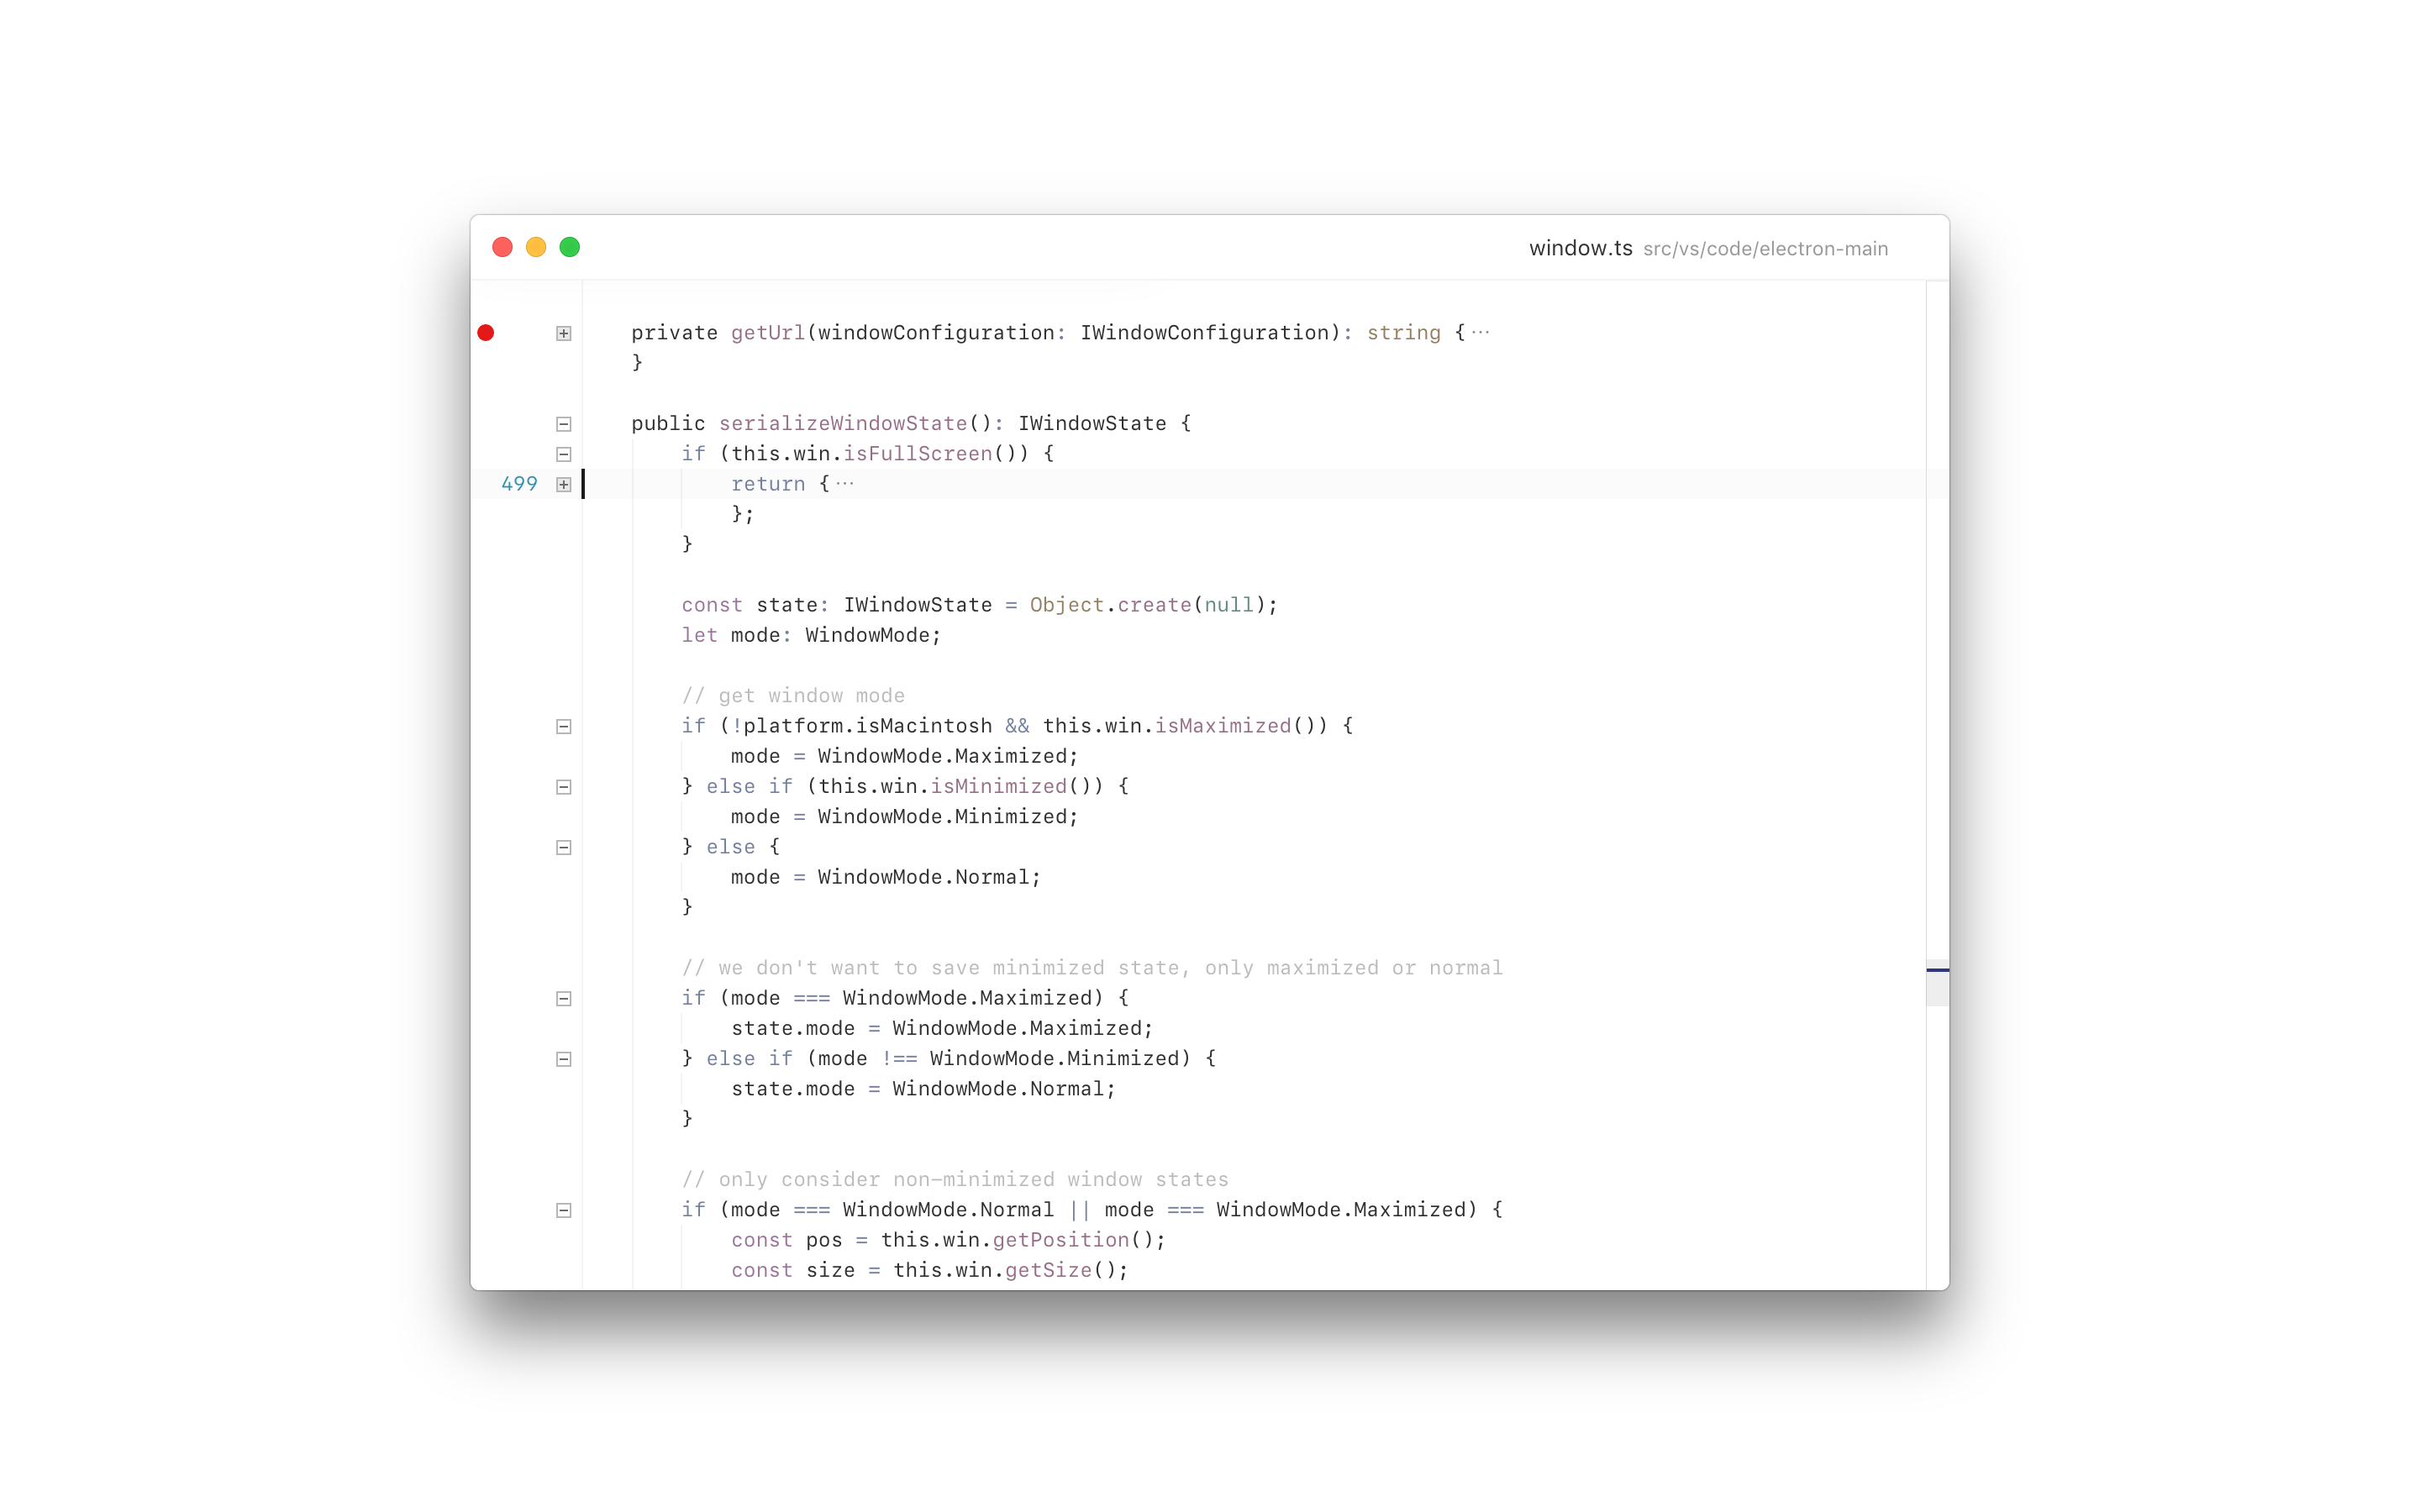 window.ts src/vs/code/electron-main
private getUrl(windowConfiguration: IWindowConfiguration): string {···
}
public serializeWindowState(): IWindowState {
if (this.win.isFullScreen()) {
499 return {···
};
}
const state: IWindowState = Object.create(null);
let mode: WindowMode;
// get window mode
if (!platform.isMacintosh && this.win.isMaximized()) {
mode = WindowMode.Maximized;
} else if (this.win.isMinimized()) {
mode = WindowMode.Minimized;
} else {
mode = WindowMode.Normal;
}
// we don't want to save minimized state, only maximized or normal
if (mode === WindowMode.Maximized) {
state.mode = WindowMode.Maximized;
} else if (mode !== WindowMode.Minimized) {
state.mode = WindowMode.Normal;
}
// only consider non-minimized window states
if (mode === WindowMode.Normal || mode === WindowMode.Maximized) {
const pos = this.win.getPosition();
const size = this.win.getSize();